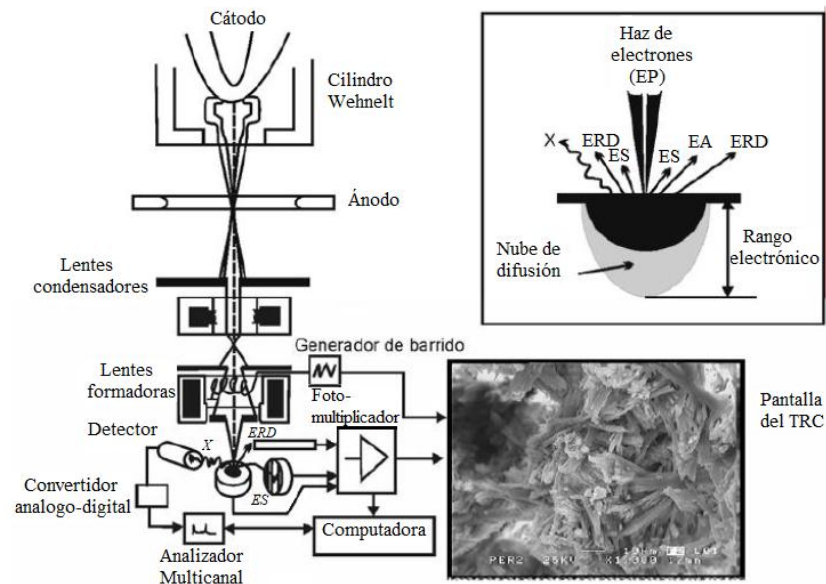 Cátodo
Cilindro
Wehnelt
Ánodo
Lentes
condensadores
Generador de barrido
Lentes
formadoras
Foto-
multiplicador
Detector
X
ERD
ES
Convertidor
analogo-digital
Analizador
Multicanal
Computadora
Haz de
electrones
(EP)
X
ERD
ES
ES
EA
ERD
Nube de
difusión
Rango
electrónico
Pantalla
del TRC
PER2 25KV
10µm